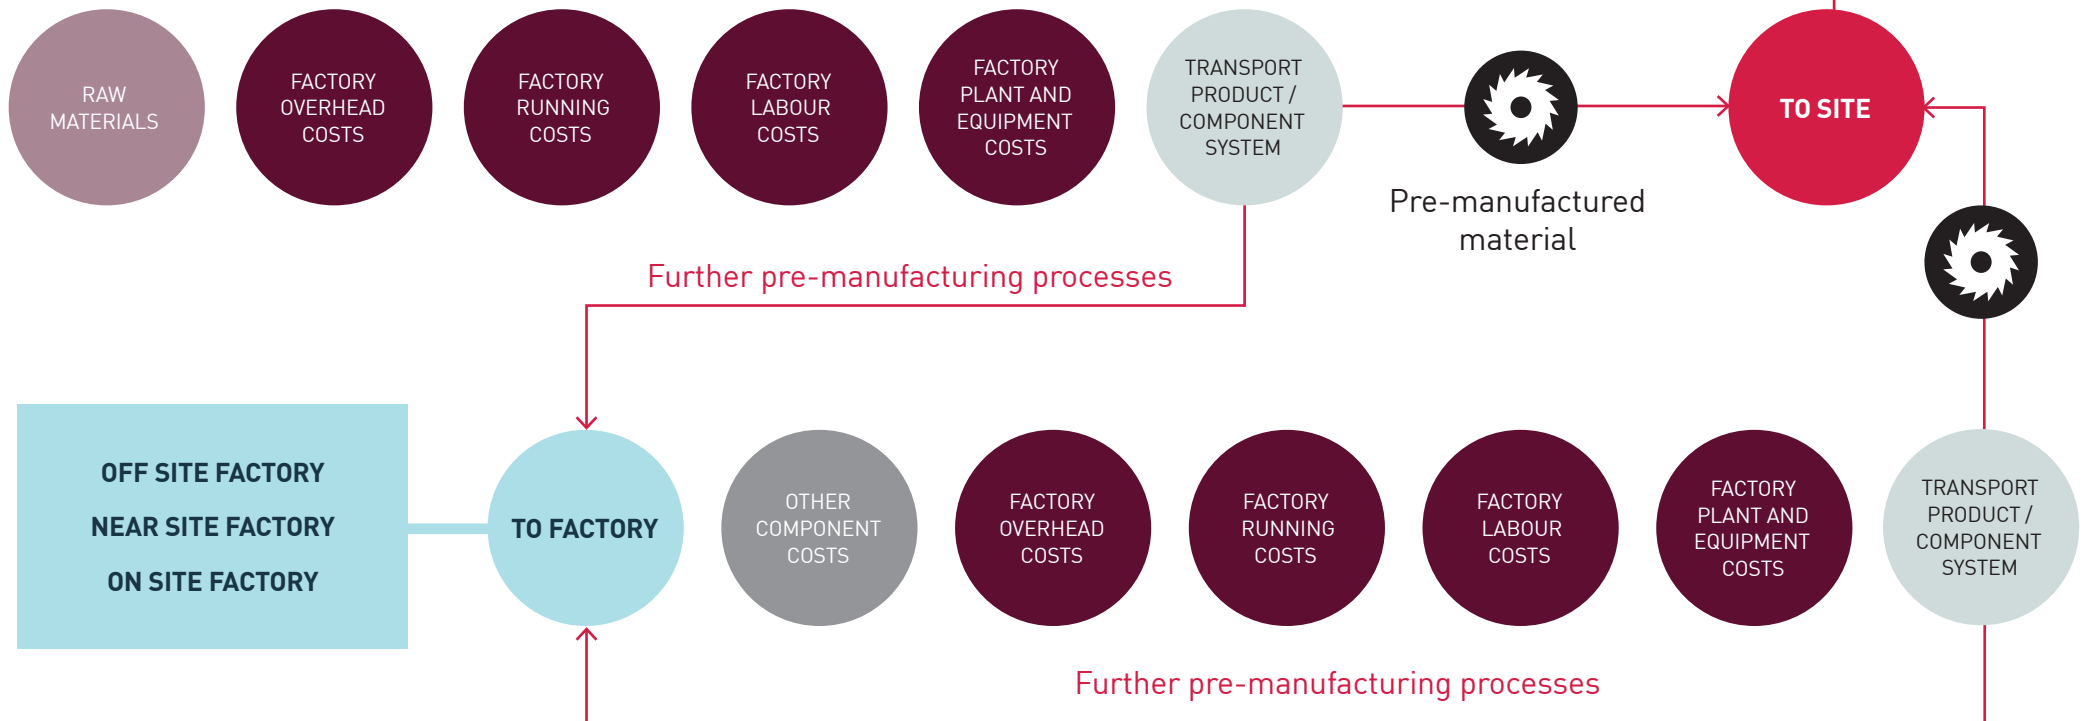 RAW
MATERIALS
FACTORY
OVERHEAD
COSTS
FACTORY
RUNNING
COSTS
FACTORY
LABOUR
COSTS
FACTORY
PLANT AND
EQUIPMENT
COSTS
TRANSPORT
PRODUCT /
COMPONENT
SYSTEM
TO SITE
Pre-manufactured
material
Further pre-manufacturing processes
OFF SITE FACTORY
NEAR SITE FACTORY
ON SITE FACTORY
TO FACTORY
OTHER
COMPONENT
COSTS
FACTORY
OVERHEAD
COSTS
FACTORY
RUNNING
COSTS
FACTORY
LABOUR
COSTS
FACTORY
PLANT AND
EQUIPMENT
COSTS
TRANSPORT
PRODUCT /
COMPONENT
SYSTEM
Further pre-manufacturing processes